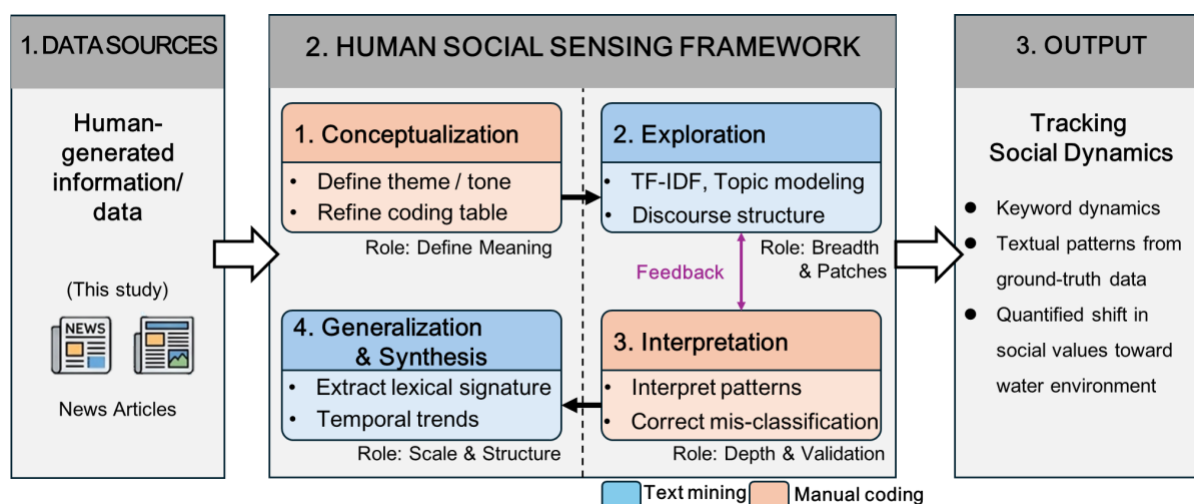 1. DATA SOURCES
Human-
generated
information/
data
(This study)
NEWS
News Articles
2. HUMAN SOCIAL SENSING FRAMEWORK
1. Conceptualization
• Define theme / tone
• Refine coding table
Role: Define Meaning
2. Exploration
• TF-IDF, Topic modeling
• Discourse structure
Role: Breadth
& Patches
Feedback
3. Interpretation
• Interpret patterns
• Correct mis-classification
Role: Depth & Validation
4. Generalization
& Synthesis
• Extract lexical signature
• Temporal trends
Role: Scale & Structure
Text mining
Manual coding
3. OUTPUT
Tracking
Social Dynamics
● Keyword dynamics
● Textual patterns from
ground-truth data
● Quantified shift in
social values toward
water environment